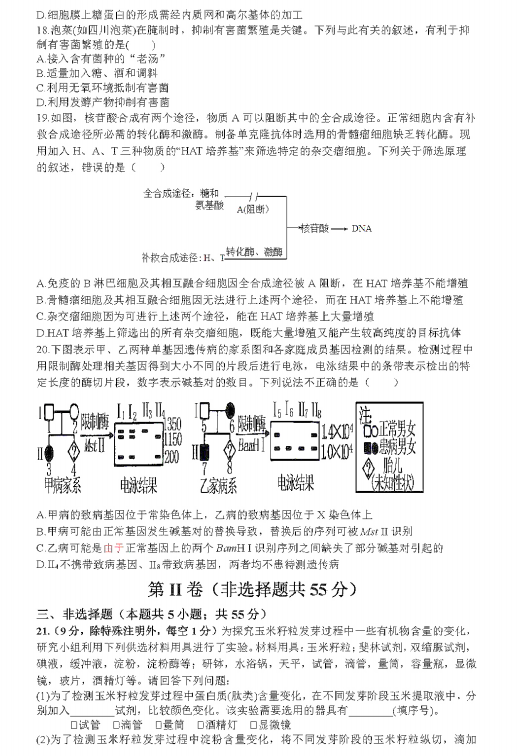 D.细胞膜上糖蛋白的形成需经内质网和高尔基体的加工
18.泡菜(如四川泡菜)在腌制时，抑制有害菌繁殖是关键。下列与此有关的叙述，有利于抑
制有害菌繁殖的是(    )
A.接入含有菌种的“老汤”
B.适量加入糖、酒和调料
C 利用无氧环境抵制有害菌
D.利用发酵产物抑制有害菌
19.如图，核苷酸合成有两个途径，物质 A 可以阻断其中的全合成途径。正常细胞内含有补
救合成途径所必需的转化酶和激酶。制备单克隆抗体时选用的骨髓瘤细胞缺乏转化酶。现
用加入 H、A、T三种物质的“HAT 培养基”来筛选特定的杂交瘤细胞。下列关于筛选原理
的叙述，错误的是（    ）
全合成途径：糖和
氨基酸
A(阻断)
核苷酸
DNA
补救合成途径：H、T
转化酶、激酶
A.免疫的 B 淋巴细胞及其相互融合细胞因全合成途径被 A 阻断，在 HAT 培养基不能增殖
B.骨髓瘤细胞及其相互融合细胞因无法进行上述两个途径，而在 HAT 培养基上不能增殖
C.杂交瘤细胞因为可进行上述两个途径，能在 HAT 培养基上大量增殖
D.HAT 培养基上筛选出的所有杂交瘤细胞，既能大量增殖又能产生较高纯度的目标抗体
20.下图表示甲、乙两种单基因遗传病的家系图和各家庭成员基因检测的结果。检测过程中
用限制酶处理相关基因得到大小不同的片段后进行电泳，电泳结果中的条带表示检出的特
定长度的酶切片段，数字表示碱基对的数目。下列说法不正确的是（    ）
I 1 2
II 3 4
限制酶
Mst II
I₁ I₂ II₃ II₄
1350
1150
200
甲病家系
电泳结果
I 5 6
II 7 8
限制酶
BamH I
I₅ I₆ II₇ II₈
1.4×10⁴
1.0×10⁴
乙家病系
电泳结果
注:
正常男女
患病男女
胎儿
(未知性状)
A.甲病的致病基因位于常染色体上，乙病的致病基因位于 X 染色体上
B.甲病可能由正常基因发生碱基对的替换导致，替换后的序列可被 Mst II 识别
C.乙病可能是由于正常基因上的两个 BamH I 识别序列之间缺失了部分碱基对引起的
D.II₄不携带致病基因、II₈带致病基因，两者均不患待测遗传病
第 II 卷（非选择题共 55 分）
三、非选择题（本题共 5 小题；共 55 分）
21.（9 分，除特殊注明外，每空 1 分）为探究玉米籽粒发芽过程中一些有机物含量的变化，
研究小组利用下列供选材料用具进行了实验。材料用具：玉米籽粒；斐林试剂，双缩脲试剂，
碘液，缓冲液，淀粉，淀粉酶等；研钵，水浴锅，天平，试管，滴管，量筒，容量瓶，显微
镜，玻片，酒精灯等。请回答下列问题：
(1)为了检测玉米籽粒发芽过程中蛋白质(肽类)含量变化，在不同发芽阶段玉米提取液中，分
别加入______试剂，比较颜色变化。该实验需要选用的器具有________(填序号)。
□试管  □滴管  □量筒  □酒精灯  □显微镜
(2)为了检测玉米籽粒发芽过程中淀粉含量变化，将不同发芽阶段的玉米籽粒纵切，滴加